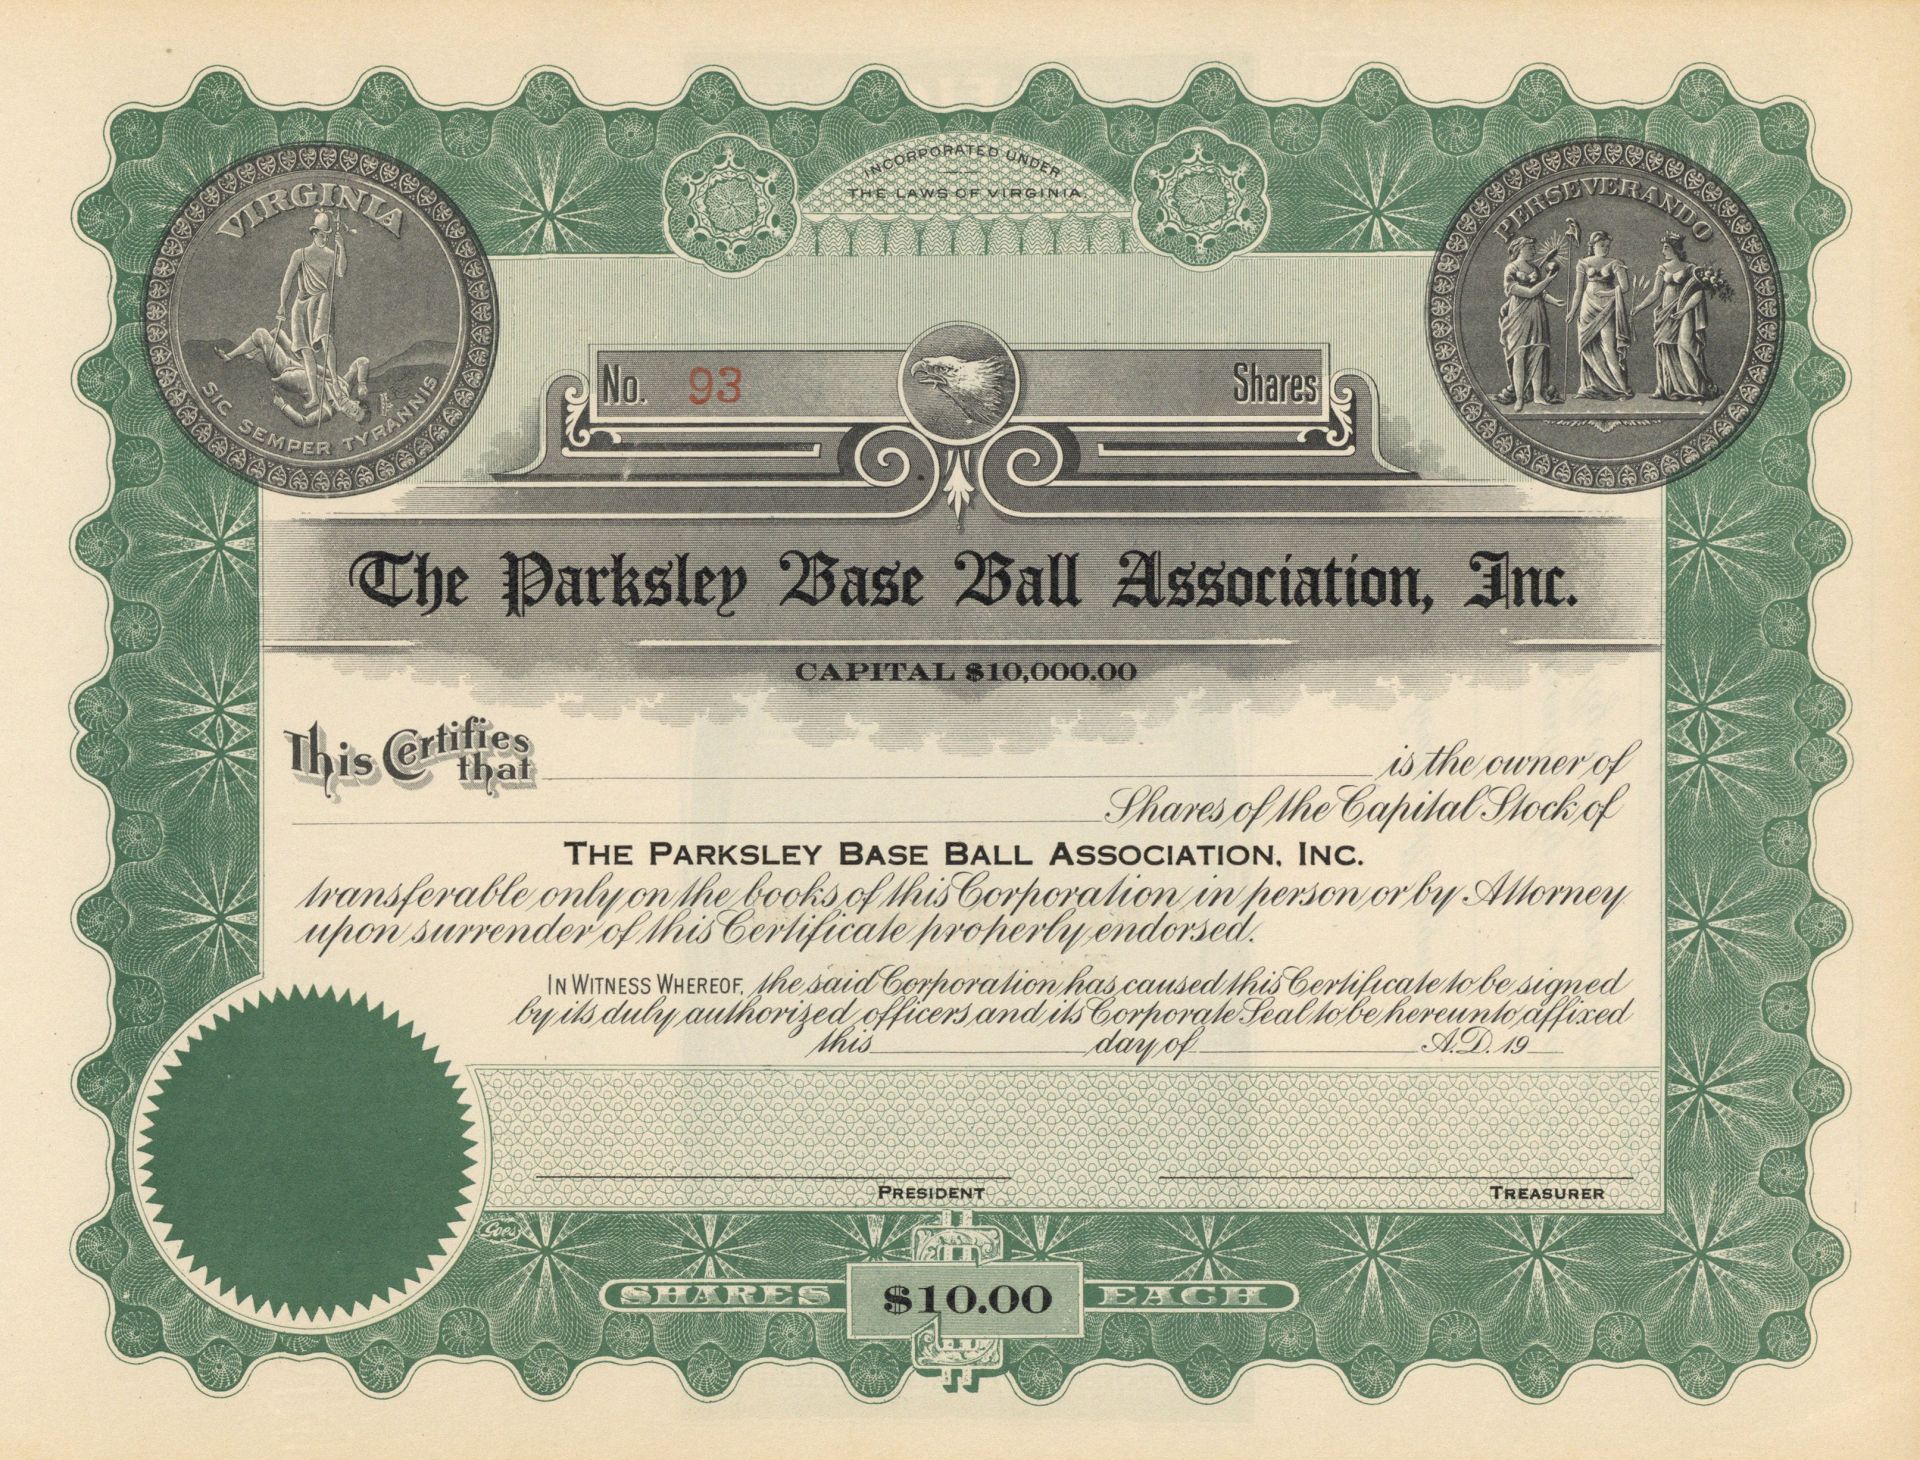 INCORPORATED UNDER
THE LAWS OF VIRGINIA.
VIRGINIA
SIC SEMPER TYRANNIS
PERSEVERANDO
No. 93 Shares
The Parksley Base Ball Association, Inc.
CAPITAL $10,000.00
This Certifies that is the owner of
Shares of the Capital Stock of
THE PARKSLEY BASE BALL ASSOCIATION, INC.
transferable only on the books of this Corporation in person or by Attorney
upon surrender of this Certificate properly endorsed.
IN WITNESS WHEREOF, the said Corporation has caused this Certificate to be signed
by its duly authorized officers and its Corporate Seal to be hereunto affixed
this day of A.D. 19
PRESIDENT TREASURER
Goes
SHARES $10.00 EACH